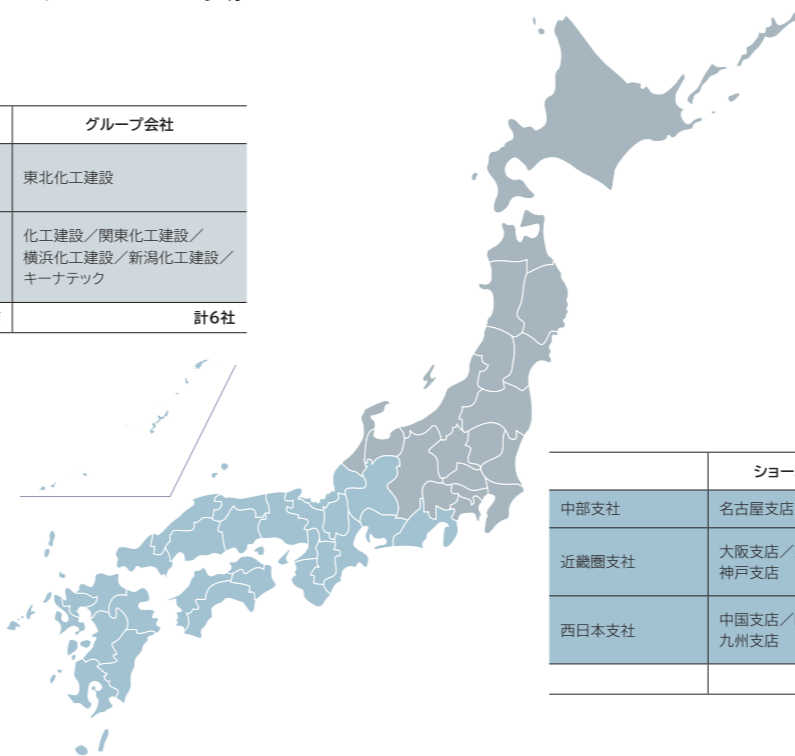 グループ会社
東北化工建設
化工建設／関東化工建設／
横浜化工建設／新潟化工建設／
キーナテック
計6社
ショー
中部支社
名古屋支店
近畿圏支社
大阪支店／
神戸支店
西日本支社
中国支店／
九州支店